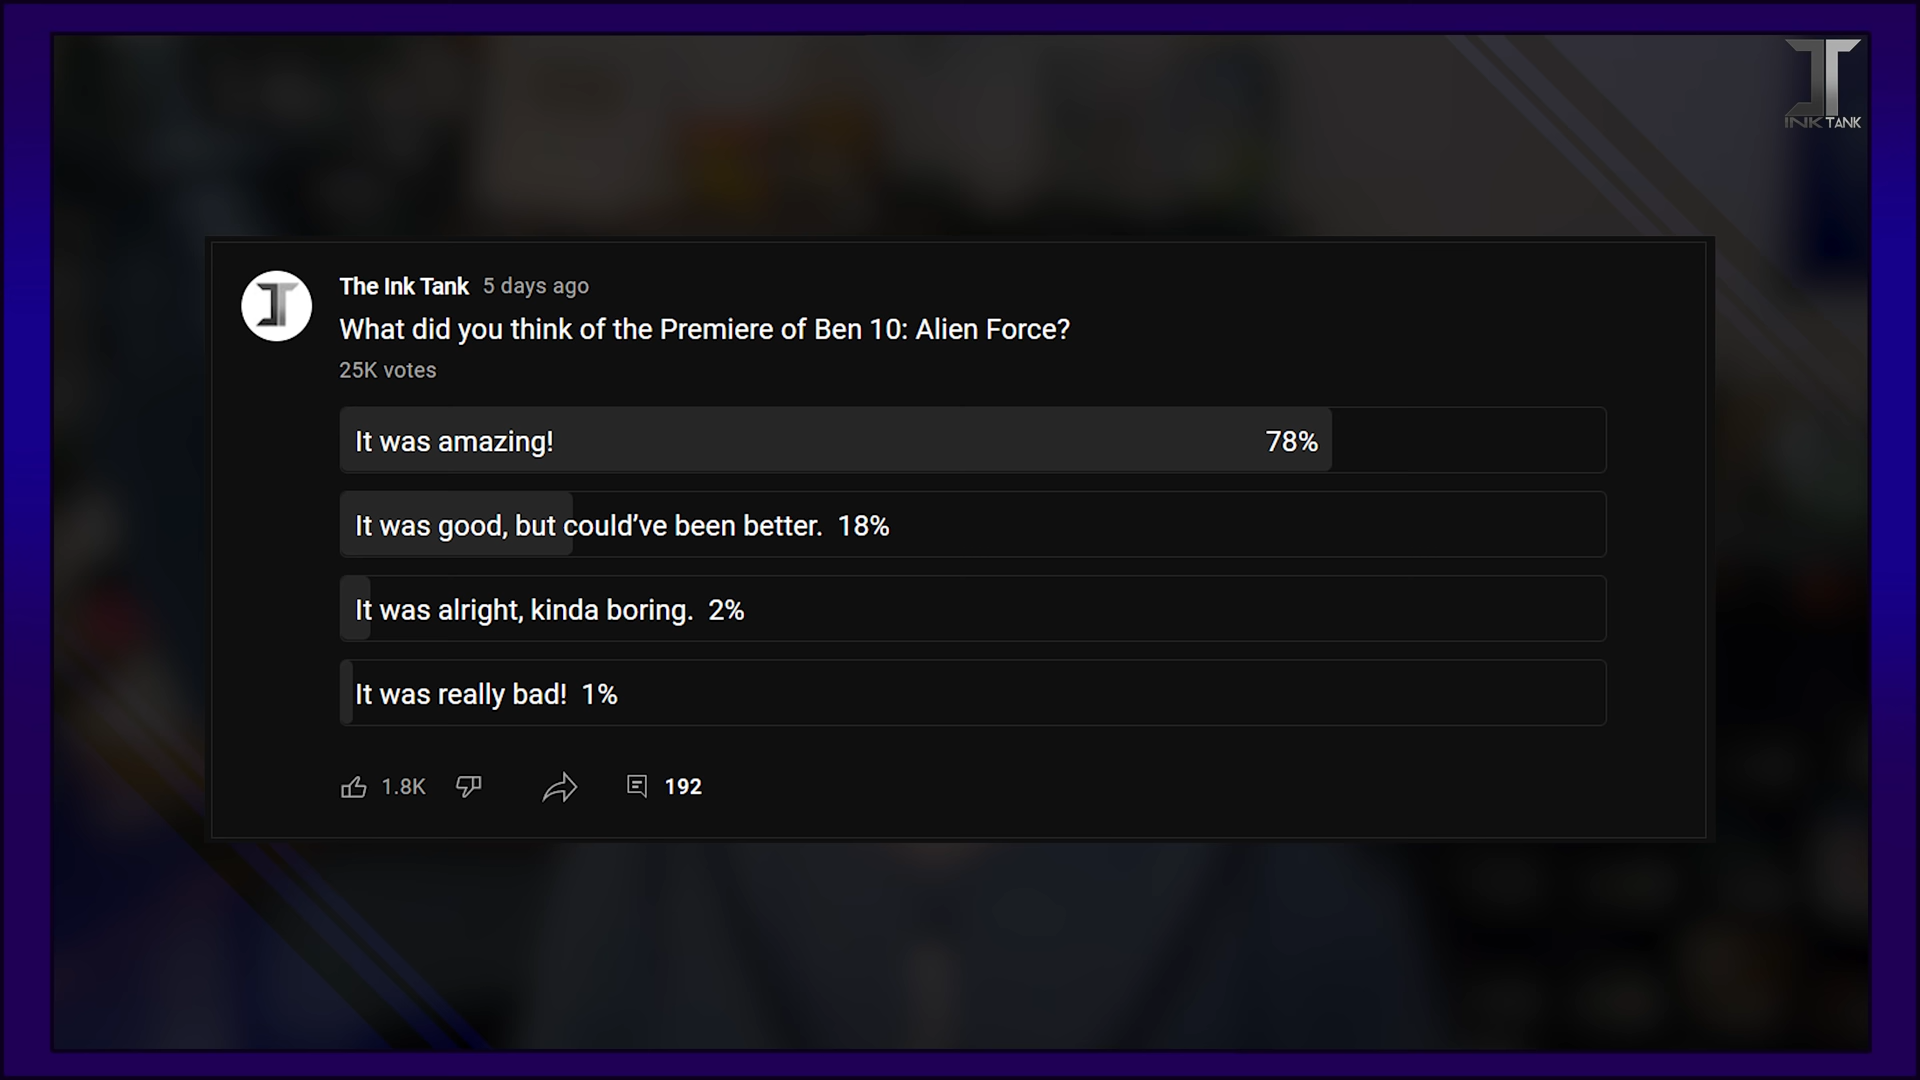 INK TANK
The Ink Tank 5 days ago
What did you think of the Premiere of Ben 10: Alien Force?
25K votes
It was amazing! 78%
It was good, but could’ve been better. 18%
It was alright, kinda boring. 2%
It was really bad! 1%
1.8K 192